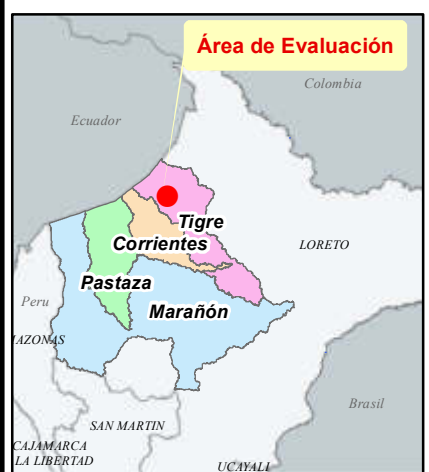 Área de Evaluación
Colombia
Ecuador
Tigre
Corrientes
LORETO
Pastaza
Peru
Marañón
AZONAS
Brasil
SAN MARTIN
CAJAMARCA
LA LIBERTAD
UCAYALI